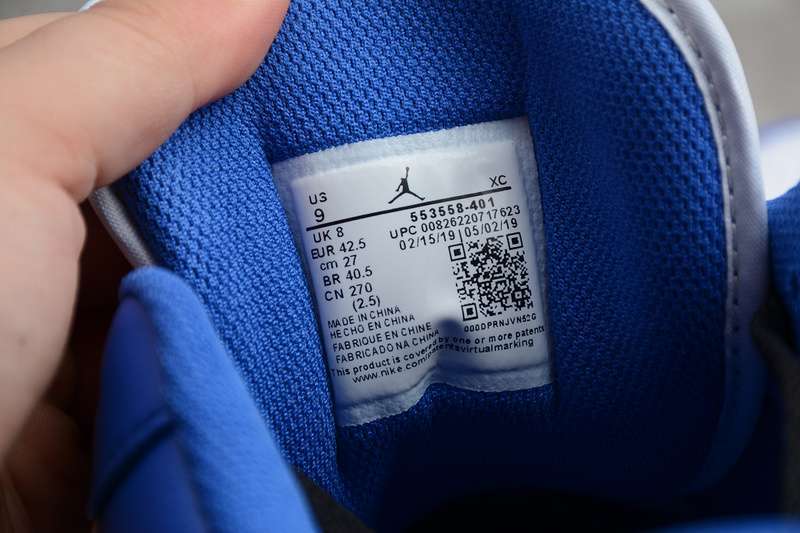 US
9
XC
553558-401
UPC 00826220717623
02/15/19 05/02/19
UK 8
EUR 42.5
cm 27
BR 40.5
CN 270
(2.5)
MADE IN CHINA
HECHO EN CHINA
FABRIQUE EN CHINE
FABRICADO NA CHINA
000DPRNJVN52G
This product is covered by one or more patents
www.nike.com/patentsvirtualmarking